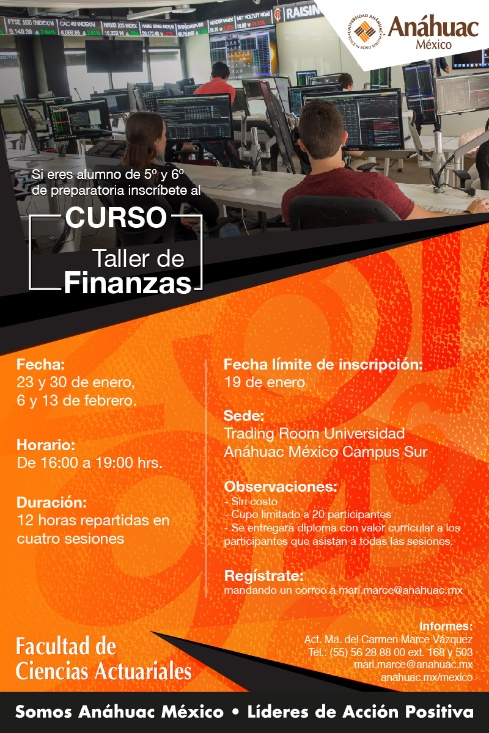 RAISIN
UNIVERSIDAD ANÁHUAC
Anáhuac
México
Si eres alumno de 5º y 6º
de preparatoria inscríbete al
CURSO
Taller de
Finanzas
Fecha:
23 y 30 de enero,
6 y 13 de febrero.
Horario:
De 16:00 a 19:00 hrs.
Duración:
12 horas repartidas en
cuatro sesiones
Fecha límite de inscripción:
19 de enero
Sede:
Trading Room Universidad
Anáhuac México Campus Sur
Observaciones:
- Sin costo
- Cupo limitado a 20 participantes
- Se entregará diploma con valor curricular a los
participantes que asistan a todas las sesiones.
Regístrate:
mandando un correo a mari.marce@anahuac.mx
Informes:
Act. Ma. del Carmen Marce Vázquez
Tel.: (55) 56 28 88 00 ext. 168 y 503
mari.marce@anahuac.mx
anahuac.mx/mexico
Facultad de
Ciencias Actuariales
Somos Anáhuac México • Líderes de Acción Positiva